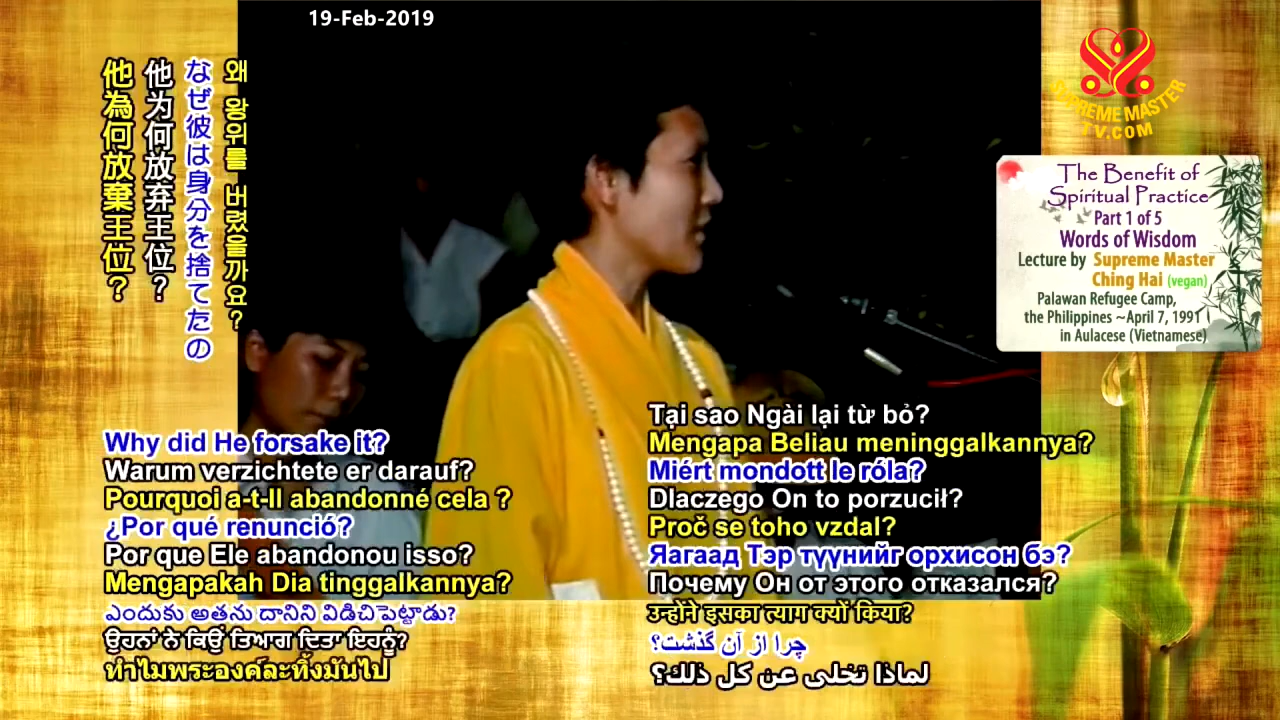 19-Feb-2019
SUPREME MASTER
TV.COM
왜 왕위를 버렸을까요?
なぜ彼は身分を捨てたの
他为何放弃王位？
他為何放棄王位？
The Benefit of
Spiritual Practice
Part 1 of 5
Words of Wisdom
Lecture by Supreme Master
Ching Hai (vegan)
Palawan Refugee Camp,
the Philippines ~April 7, 1991
in Aulacese (Vietnamese)
Why did He forsake it?
Warum verzichtete er darauf?
Pourquoi a-t-Il abandonné cela ?
¿Por qué renunció?
Por que Ele abandonou isso?
Mengapakah Dia tinggalkannya?
ఎందుకు అతను దానిని విడిచిపెట్టాడు?
ਉਹਨਾਂ ਨੇ ਕਿਉਂ ਤਿਆਗ ਦਿਤਾ ਇਹਨੂੰ?
ทำไมพระองค์ละทิ้งมันไป
Tại sao Ngài lại từ bỏ?
Mengapa Beliau meninggalkannya?
Miért mondott le róla?
Dlaczego On to porzucił?
Proč se toho vzdal?
Яагаад Тэр түүнийг орхисон бэ?
Почему Он от этого отказался?
उन्होंने इसका त्याग क्यों किया?
چرا از آن گذشت؟
لماذا تخلى عن كل ذلك؟